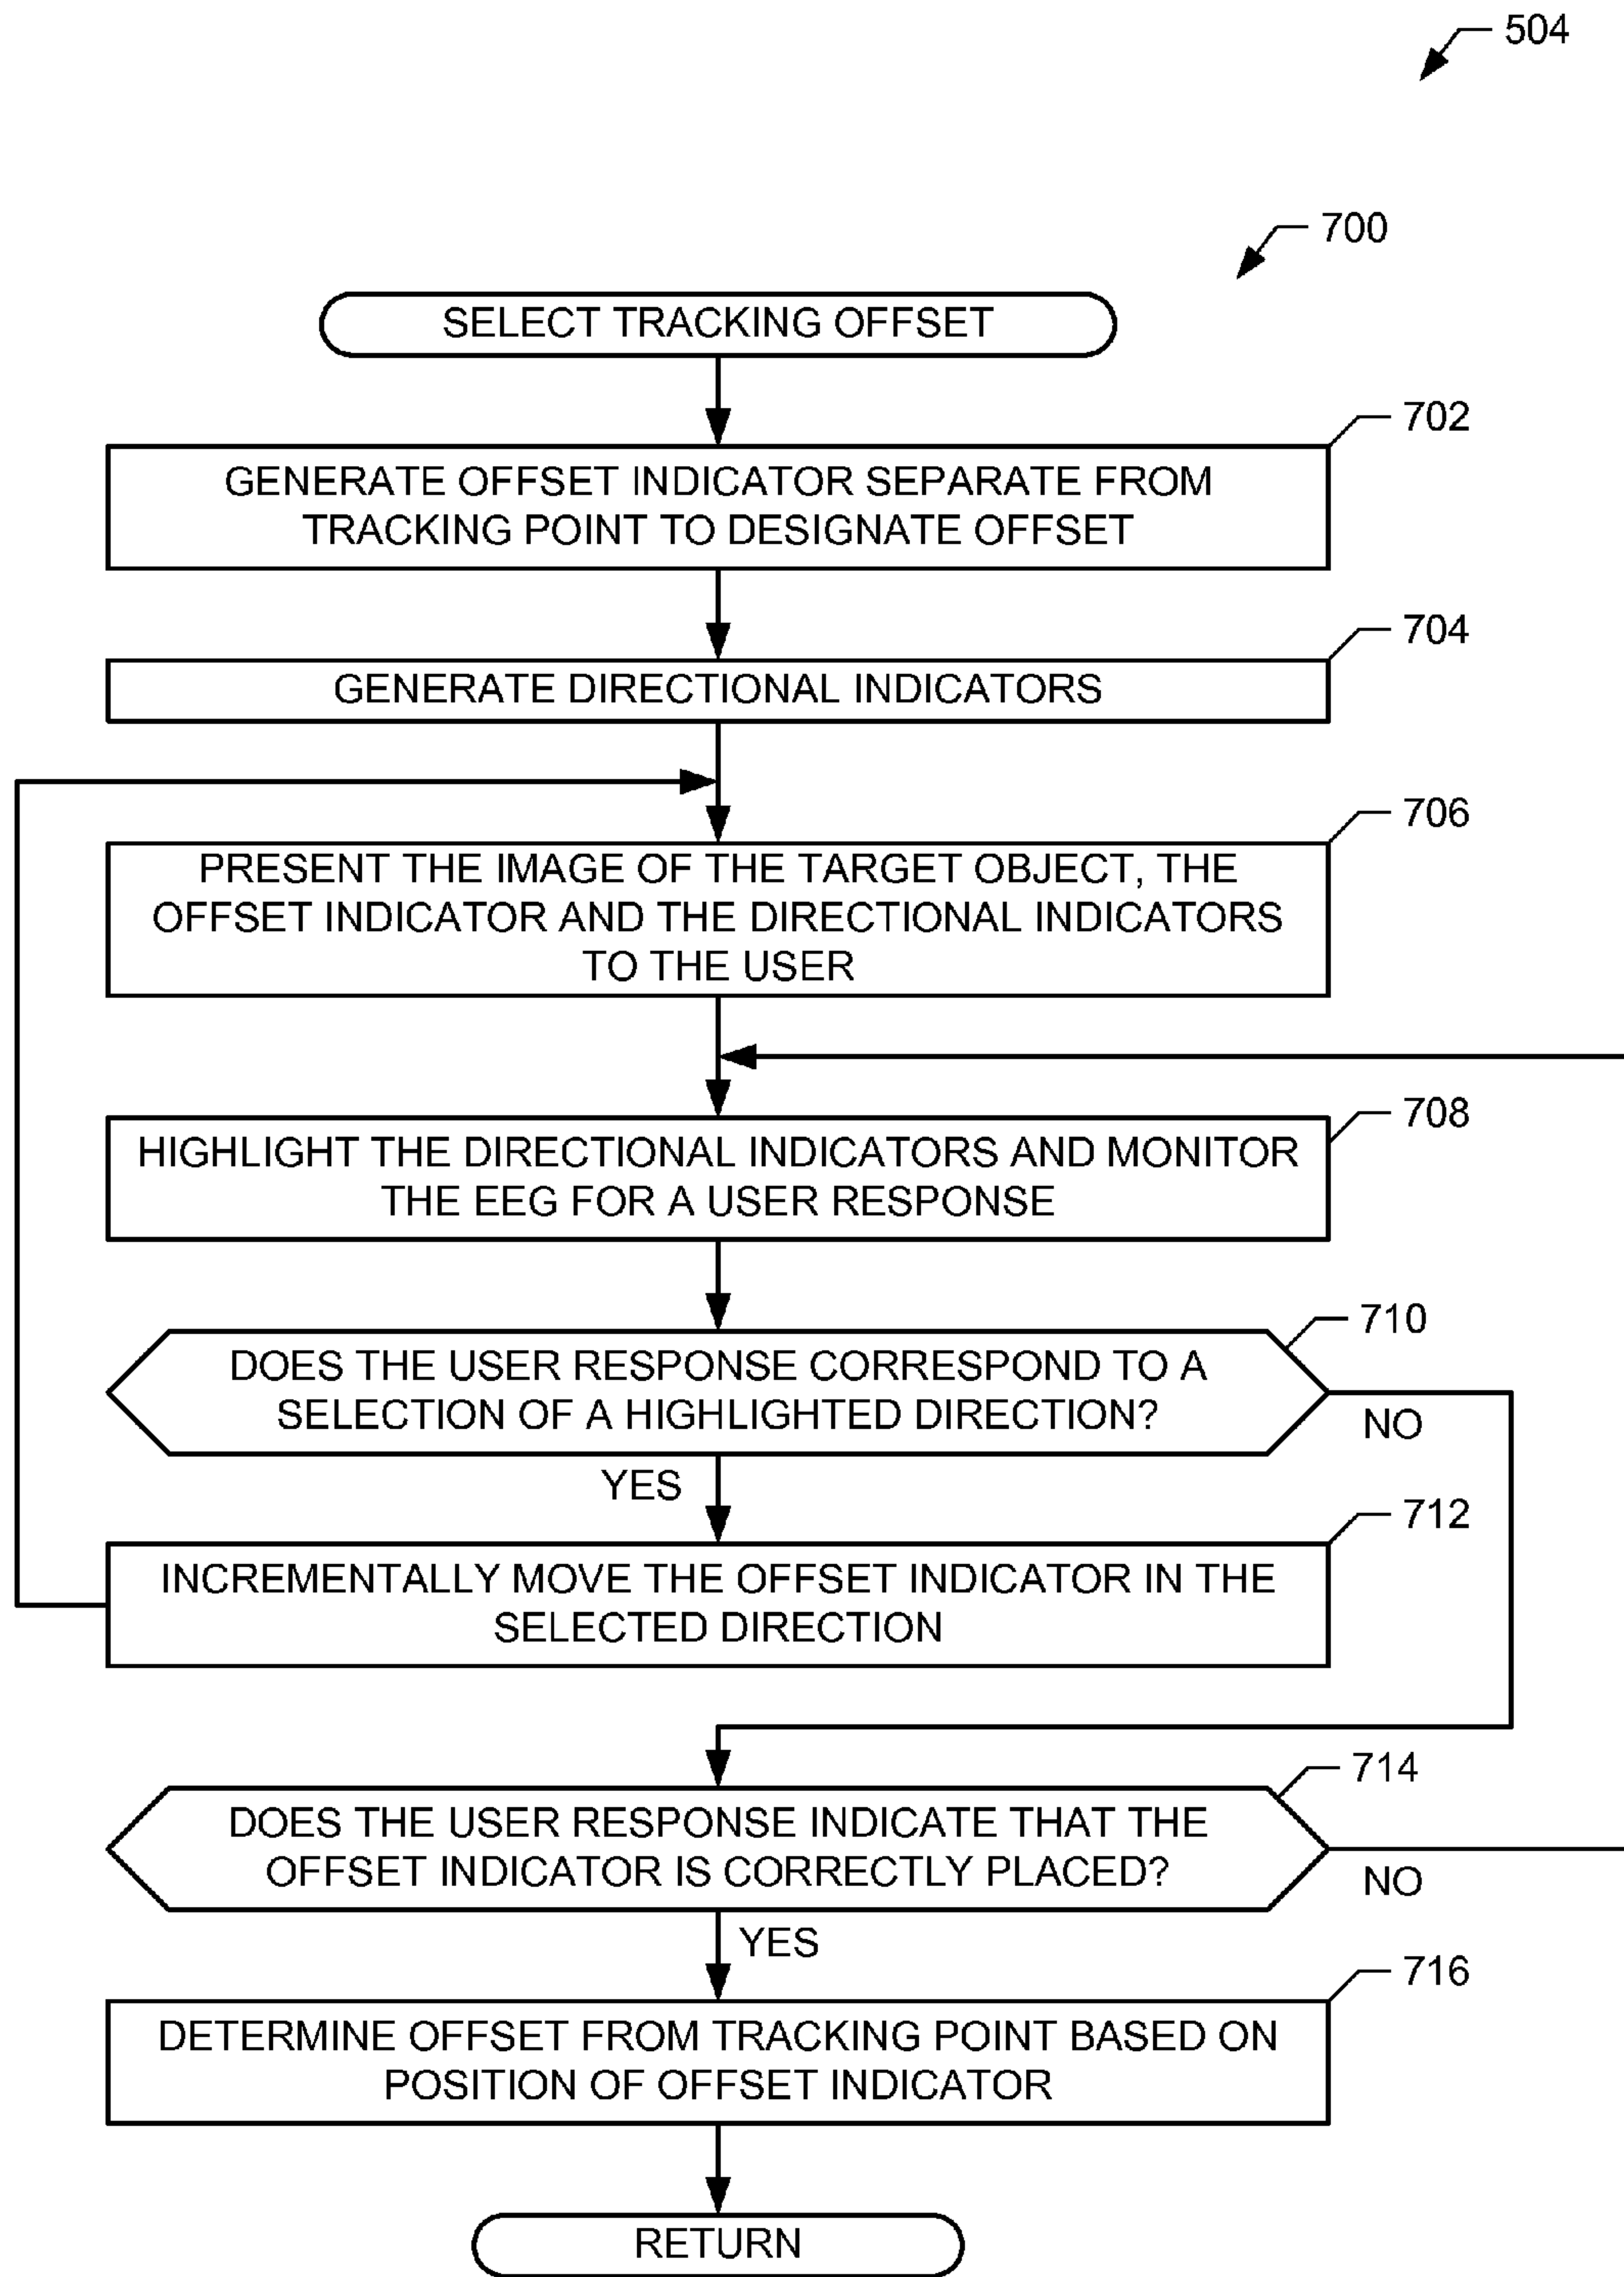 504
700
SELECT TRACKING OFFSET
702
GENERATE OFFSET INDICATOR SEPARATE FROM
TRACKING POINT TO DESIGNATE OFFSET
704
GENERATE DIRECTIONAL INDICATORS
706
PRESENT THE IMAGE OF THE TARGET OBJECT, THE
OFFSET INDICATOR AND THE DIRECTIONAL INDICATORS
TO THE USER
708
HIGHLIGHT THE DIRECTIONAL INDICATORS AND MONITOR
THE EEG FOR A USER RESPONSE
710
DOES THE USER RESPONSE CORRESPOND TO A
SELECTION OF A HIGHLIGHTED DIRECTION?
NO
YES
712
INCREMENTALLY MOVE THE OFFSET INDICATOR IN THE
SELECTED DIRECTION
714
DOES THE USER RESPONSE INDICATE THAT THE
OFFSET INDICATOR IS CORRECTLY PLACED?
NO
YES
716
DETERMINE OFFSET FROM TRACKING POINT BASED ON
POSITION OF OFFSET INDICATOR
RETURN